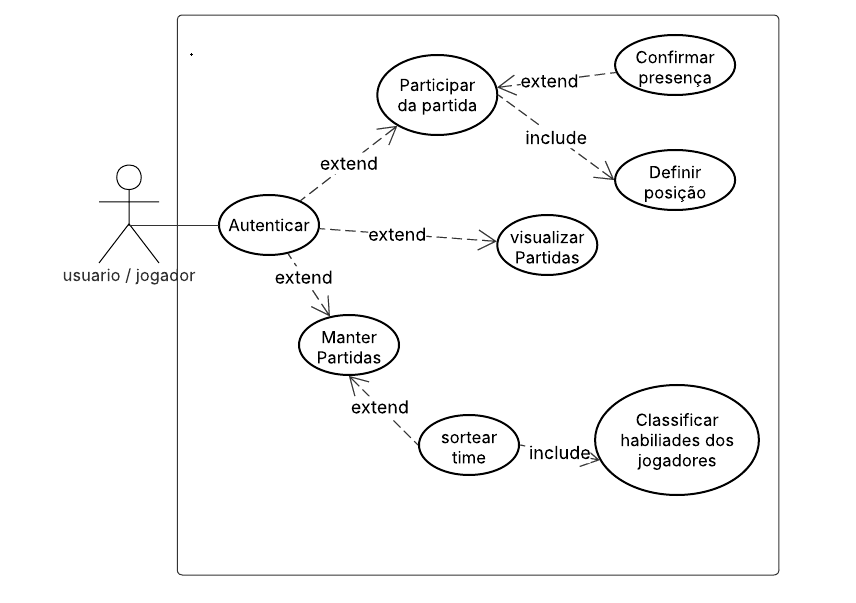 Confirmar
presença
Participar
da partida
extend
include
extend
Definir
posição
Autenticar
extend
visualizar
Partidas
usuario / jogador
extend
Manter
Partidas
extend
sortear
time
include
Classificar
habiliades dos
jogadores